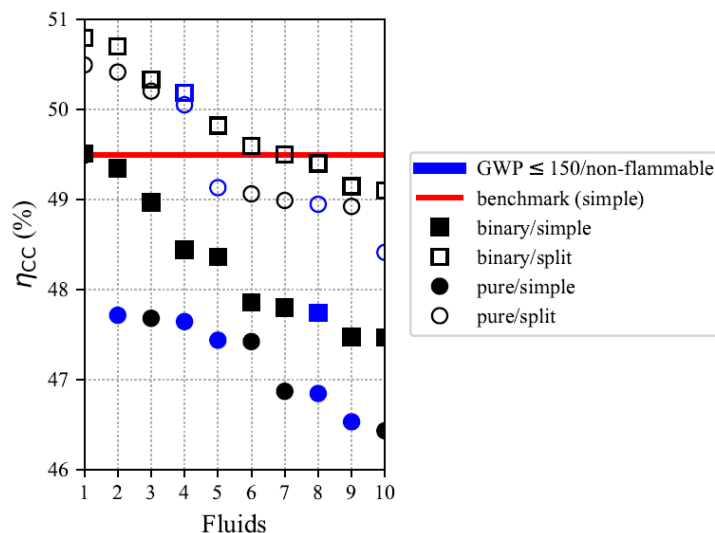 51
50
49
48
47
46
ηCC (%)
1 2 3 4 5 6 7 8 9 10
Fluids
GWP ≤ 150/non-flammable
benchmark (simple)
binary/simple
binary/split
pure/simple
pure/split